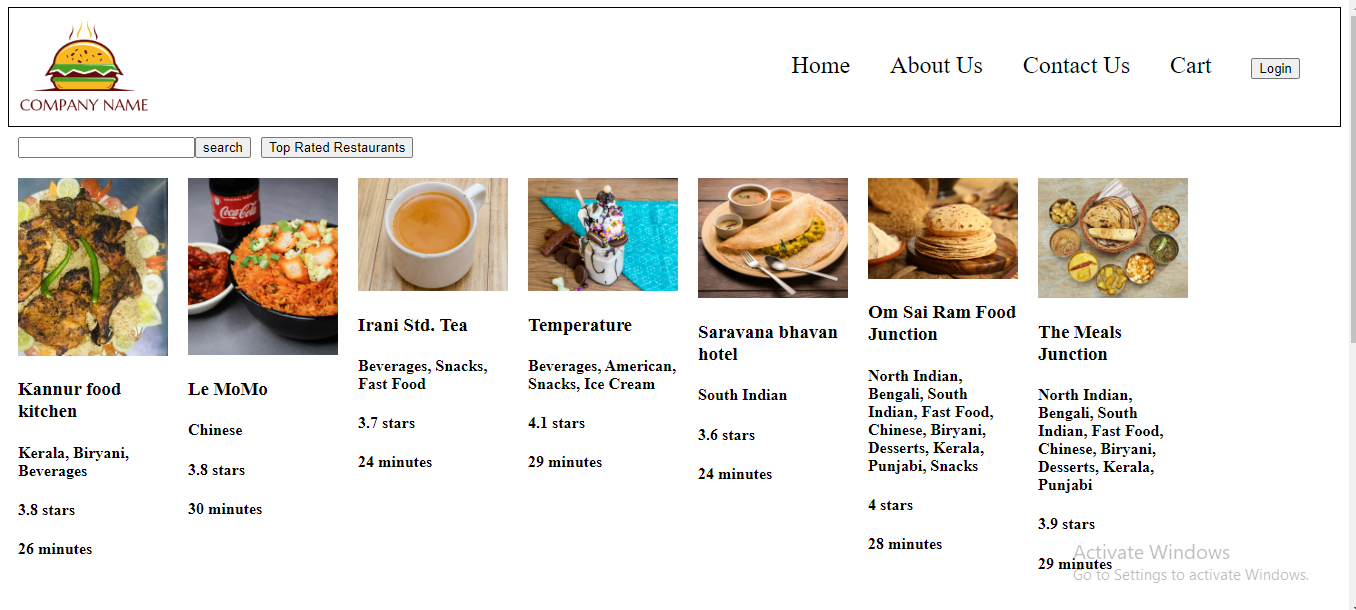 COMPANY NAME
Home About Us Contact Us Cart Login
search Top Rated Restaurants
Coca-Cola
Kannur food
kitchen
Kerala, Biryani,
Beverages
3.8 stars
26 minutes
Le MoMo
Chinese
3.8 stars
30 minutes
Irani Std. Tea
Beverages, Snacks,
Fast Food
3.7 stars
24 minutes
Temperature
Beverages, American,
Snacks, Ice Cream
4.1 stars
29 minutes
Saravana bhavan
hotel
South Indian
3.6 stars
24 minutes
Om Sai Ram Food
Junction
North Indian,
Bengali, South
Indian, Fast Food,
Chinese, Biryani,
Desserts, Kerala,
Punjabi, Snacks
4 stars
28 minutes
The Meals
Junction
North Indian,
Bengali, South
Indian, Fast Food,
Chinese, Biryani,
Desserts, Kerala,
Punjabi
3.9 stars
29 minutes
Activate Windows
Go to Settings to activate Windows.